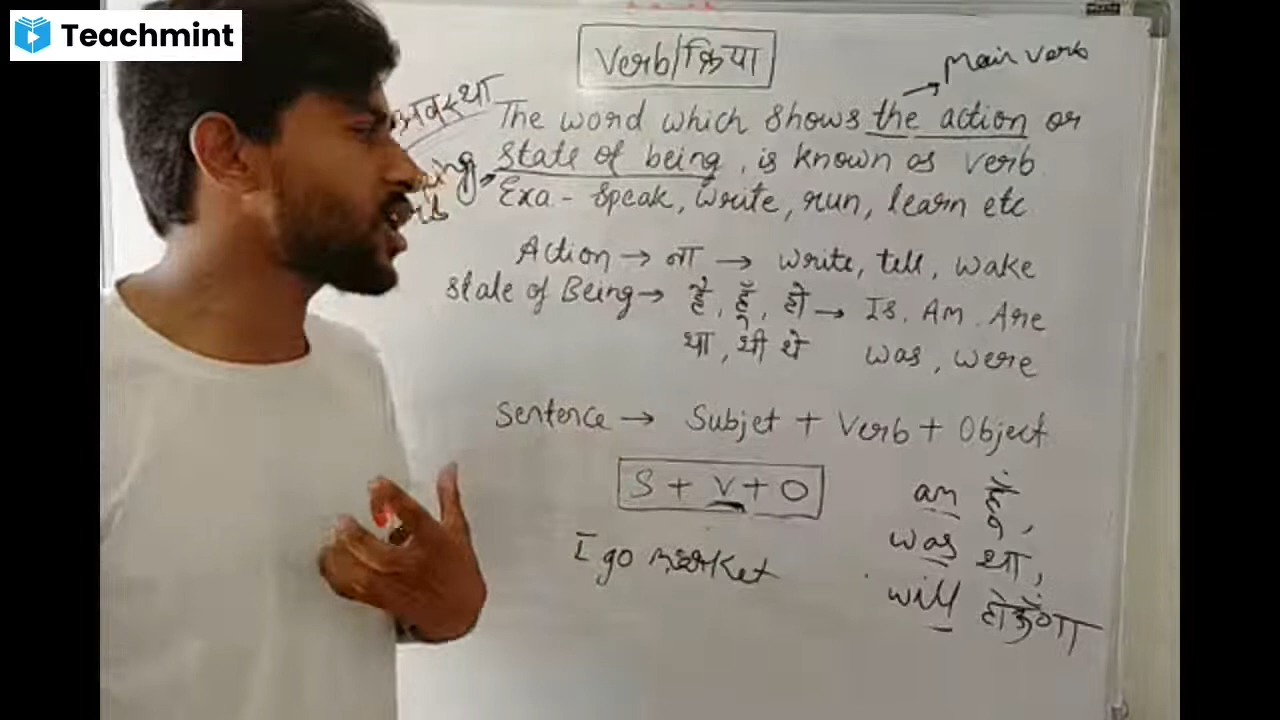 Teachmint
Verb/क्रिया
Main verb
अवस्था
The word which shows the action or
state of being, is known as verb
Exa - Speak, write, run, learn etc
Action → ना → write, tell, wake
State of Being → है, हूँ, हो → Is. Am. Are
था, थी थे was, were
Sentence → Subjet + Verb + Object
S + V + O
am हूँ,
I go market
was था,
will होऊँगा